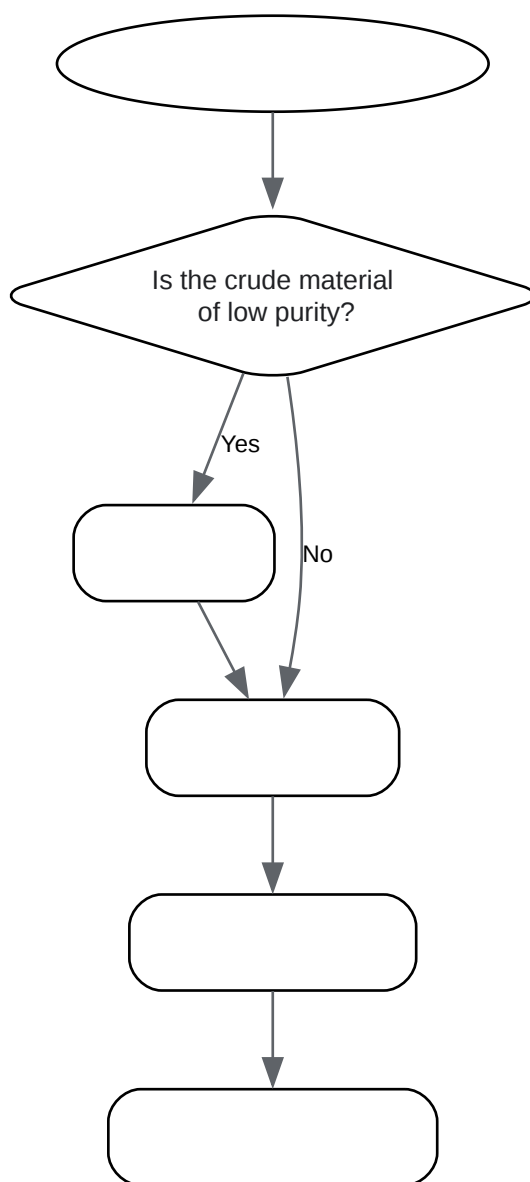 Is the crude material
of low purity?
Yes
No